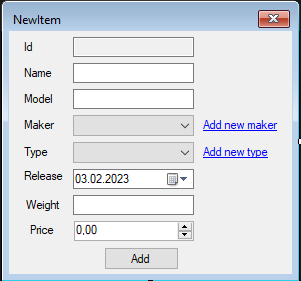 NewItem
Id
Name
Model
Maker Add new maker
Type Add new type
Release 03.02.2023
Weight
Price 0,00
Add